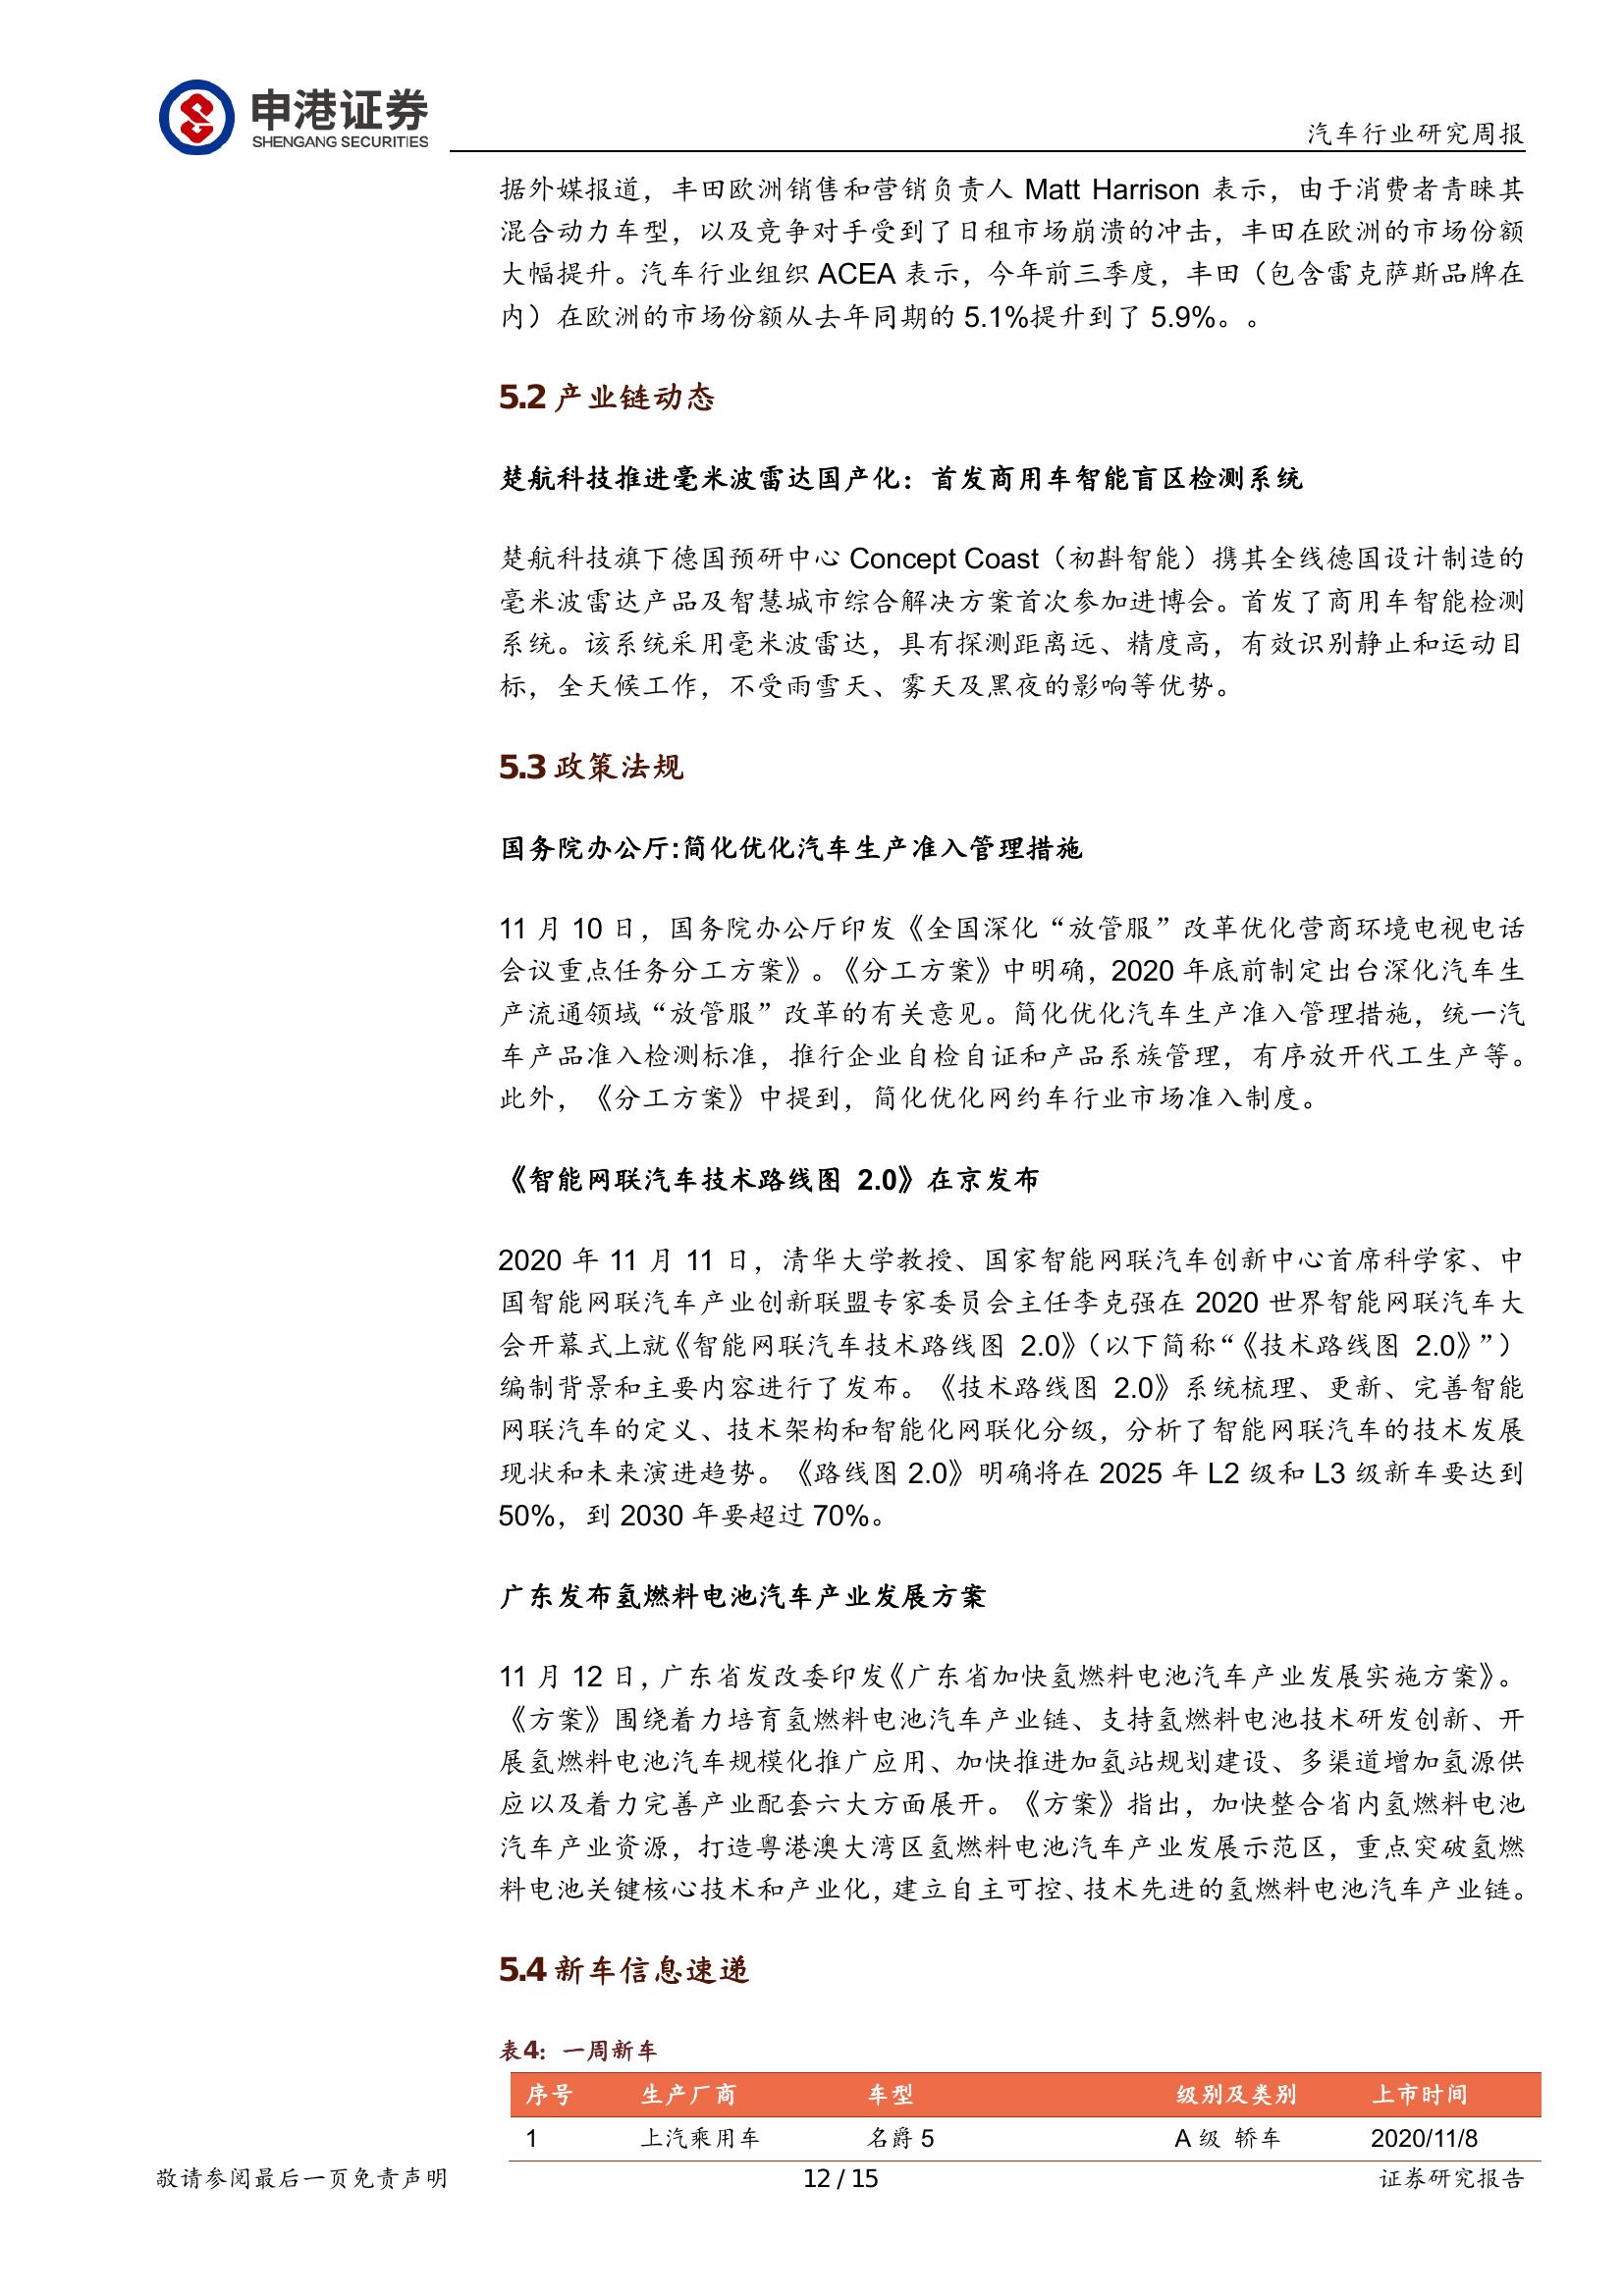 申港证券
SHENGANG SECURITIES
汽车行业研究周报
据外媒报道，丰田欧洲销售和营销负责人 Matt Harrison 表示，由于消费者青睐其
混合动力车型，以及竞争对手受到了日租市场崩溃的冲击，丰田在欧洲的市场份额
大幅提升。汽车行业组织 ACEA 表示，今年前三季度，丰田（包含雷克萨斯品牌在
内）在欧洲的市场份额从去年同期的 5.1%提升到了 5.9%。。
5.2 产业链动态
楚航科技推进毫米波雷达国产化：首发商用车智能盲区检测系统
楚航科技旗下德国预研中心 Concept Coast（初斟智能）携其全线德国设计制造的
毫米波雷达产品及智慧城市综合解决方案首次参加进博会。首发了商用车智能检测
系统。该系统采用毫米波雷达，具有探测距离远、精度高，有效识别静止和运动目
标，全天候工作，不受雨雪天、雾天及黑夜的影响等优势。
5.3 政策法规
国务院办公厅:简化优化汽车生产准入管理措施
11 月 10 日，国务院办公厅印发《全国深化“放管服”改革优化营商环境电视电话
会议重点任务分工方案》。《分工方案》中明确，2020 年底前制定出台深化汽车生
产流通领域“放管服”改革的有关意见。简化优化汽车生产准入管理措施，统一汽
车产品准入检测标准，推行企业自检自证和产品系族管理，有序放开代工生产等。
此外，《分工方案》中提到，简化优化网约车行业市场准入制度。
《智能网联汽车技术路线图 2.0》在京发布
2020 年 11 月 11 日，清华大学教授、国家智能网联汽车创新中心首席科学家、中
国智能网联汽车产业创新联盟专家委员会主任李克强在 2020 世界智能网联汽车大
会开幕式上就《智能网联汽车技术路线图 2.0》（以下简称“《技术路线图 2.0》”）
编制背景和主要内容进行了发布。《技术路线图 2.0》系统梳理、更新、完善智能
网联汽车的定义、技术架构和智能化网联化分级，分析了智能网联汽车的技术发展
现状和未来演进趋势。《路线图 2.0》明确将在 2025 年 L2 级和 L3 级新车要达到
50%，到 2030 年要超过 70%。
广东发布氢燃料电池汽车产业发展方案
11 月 12 日，广东省发改委印发《广东省加快氢燃料电池汽车产业发展实施方案》。
《方案》围绕着力培育氢燃料电池汽车产业链、支持氢燃料电池技术研发创新、开
展氢燃料电池汽车规模化推广应用、加快推进加氢站规划建设、多渠道增加氢源供
应以及着力完善产业配套六大方面展开。《方案》指出，加快整合省内氢燃料电池
汽车产业资源，打造粤港澳大湾区氢燃料电池汽车产业发展示范区，重点突破氢燃
料电池关键核心技术和产业化，建立自主可控、技术先进的氢燃料电池汽车产业链。
5.4 新车信息速递
表4：一周新车
序号 生产厂商 车型 级别及类别 上市时间
1 上汽乘用车 名爵 5 A 级 轿车 2020/11/8
敬请参阅最后一页免责声明 12 / 15 证券研究报告